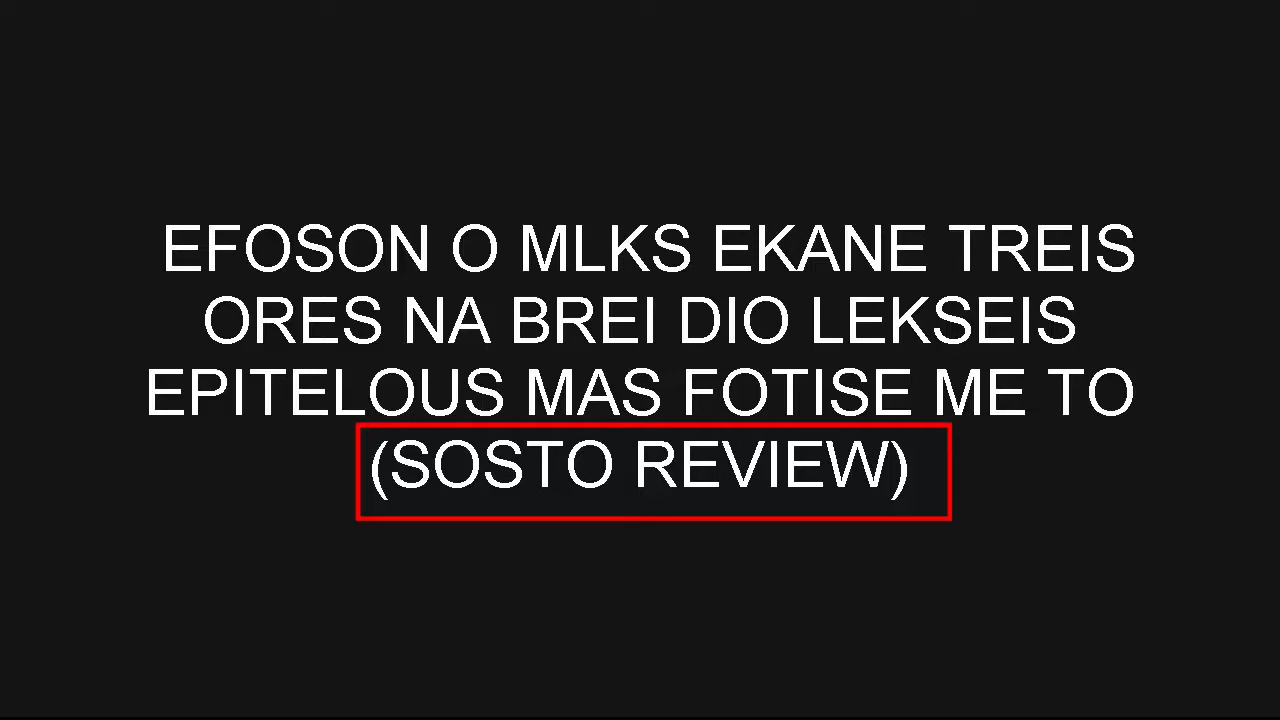 EFOSON O MLKS EKANE TREIS
ORES NA BREI DIO LEKSEIS
EPITELOUS MAS FOTISE ME TO
(SOSTO REVIEW)